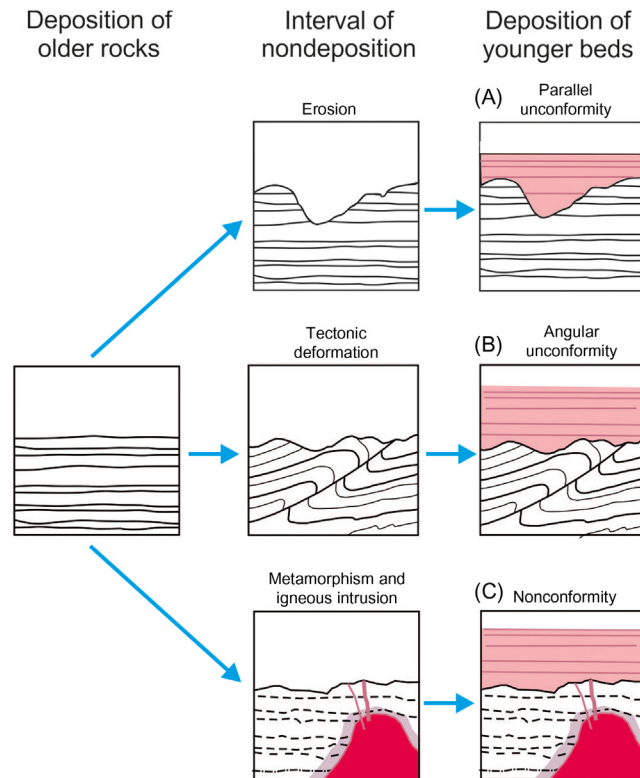 Deposition of
older rocks
Interval of
nondeposition
Deposition of
younger beds
Erosion
(A)
Parallel
unconformity
Tectonic
deformation
(B)
Angular
unconformity
Metamorphism and
igneous intrusion
(C)
Nonconformity